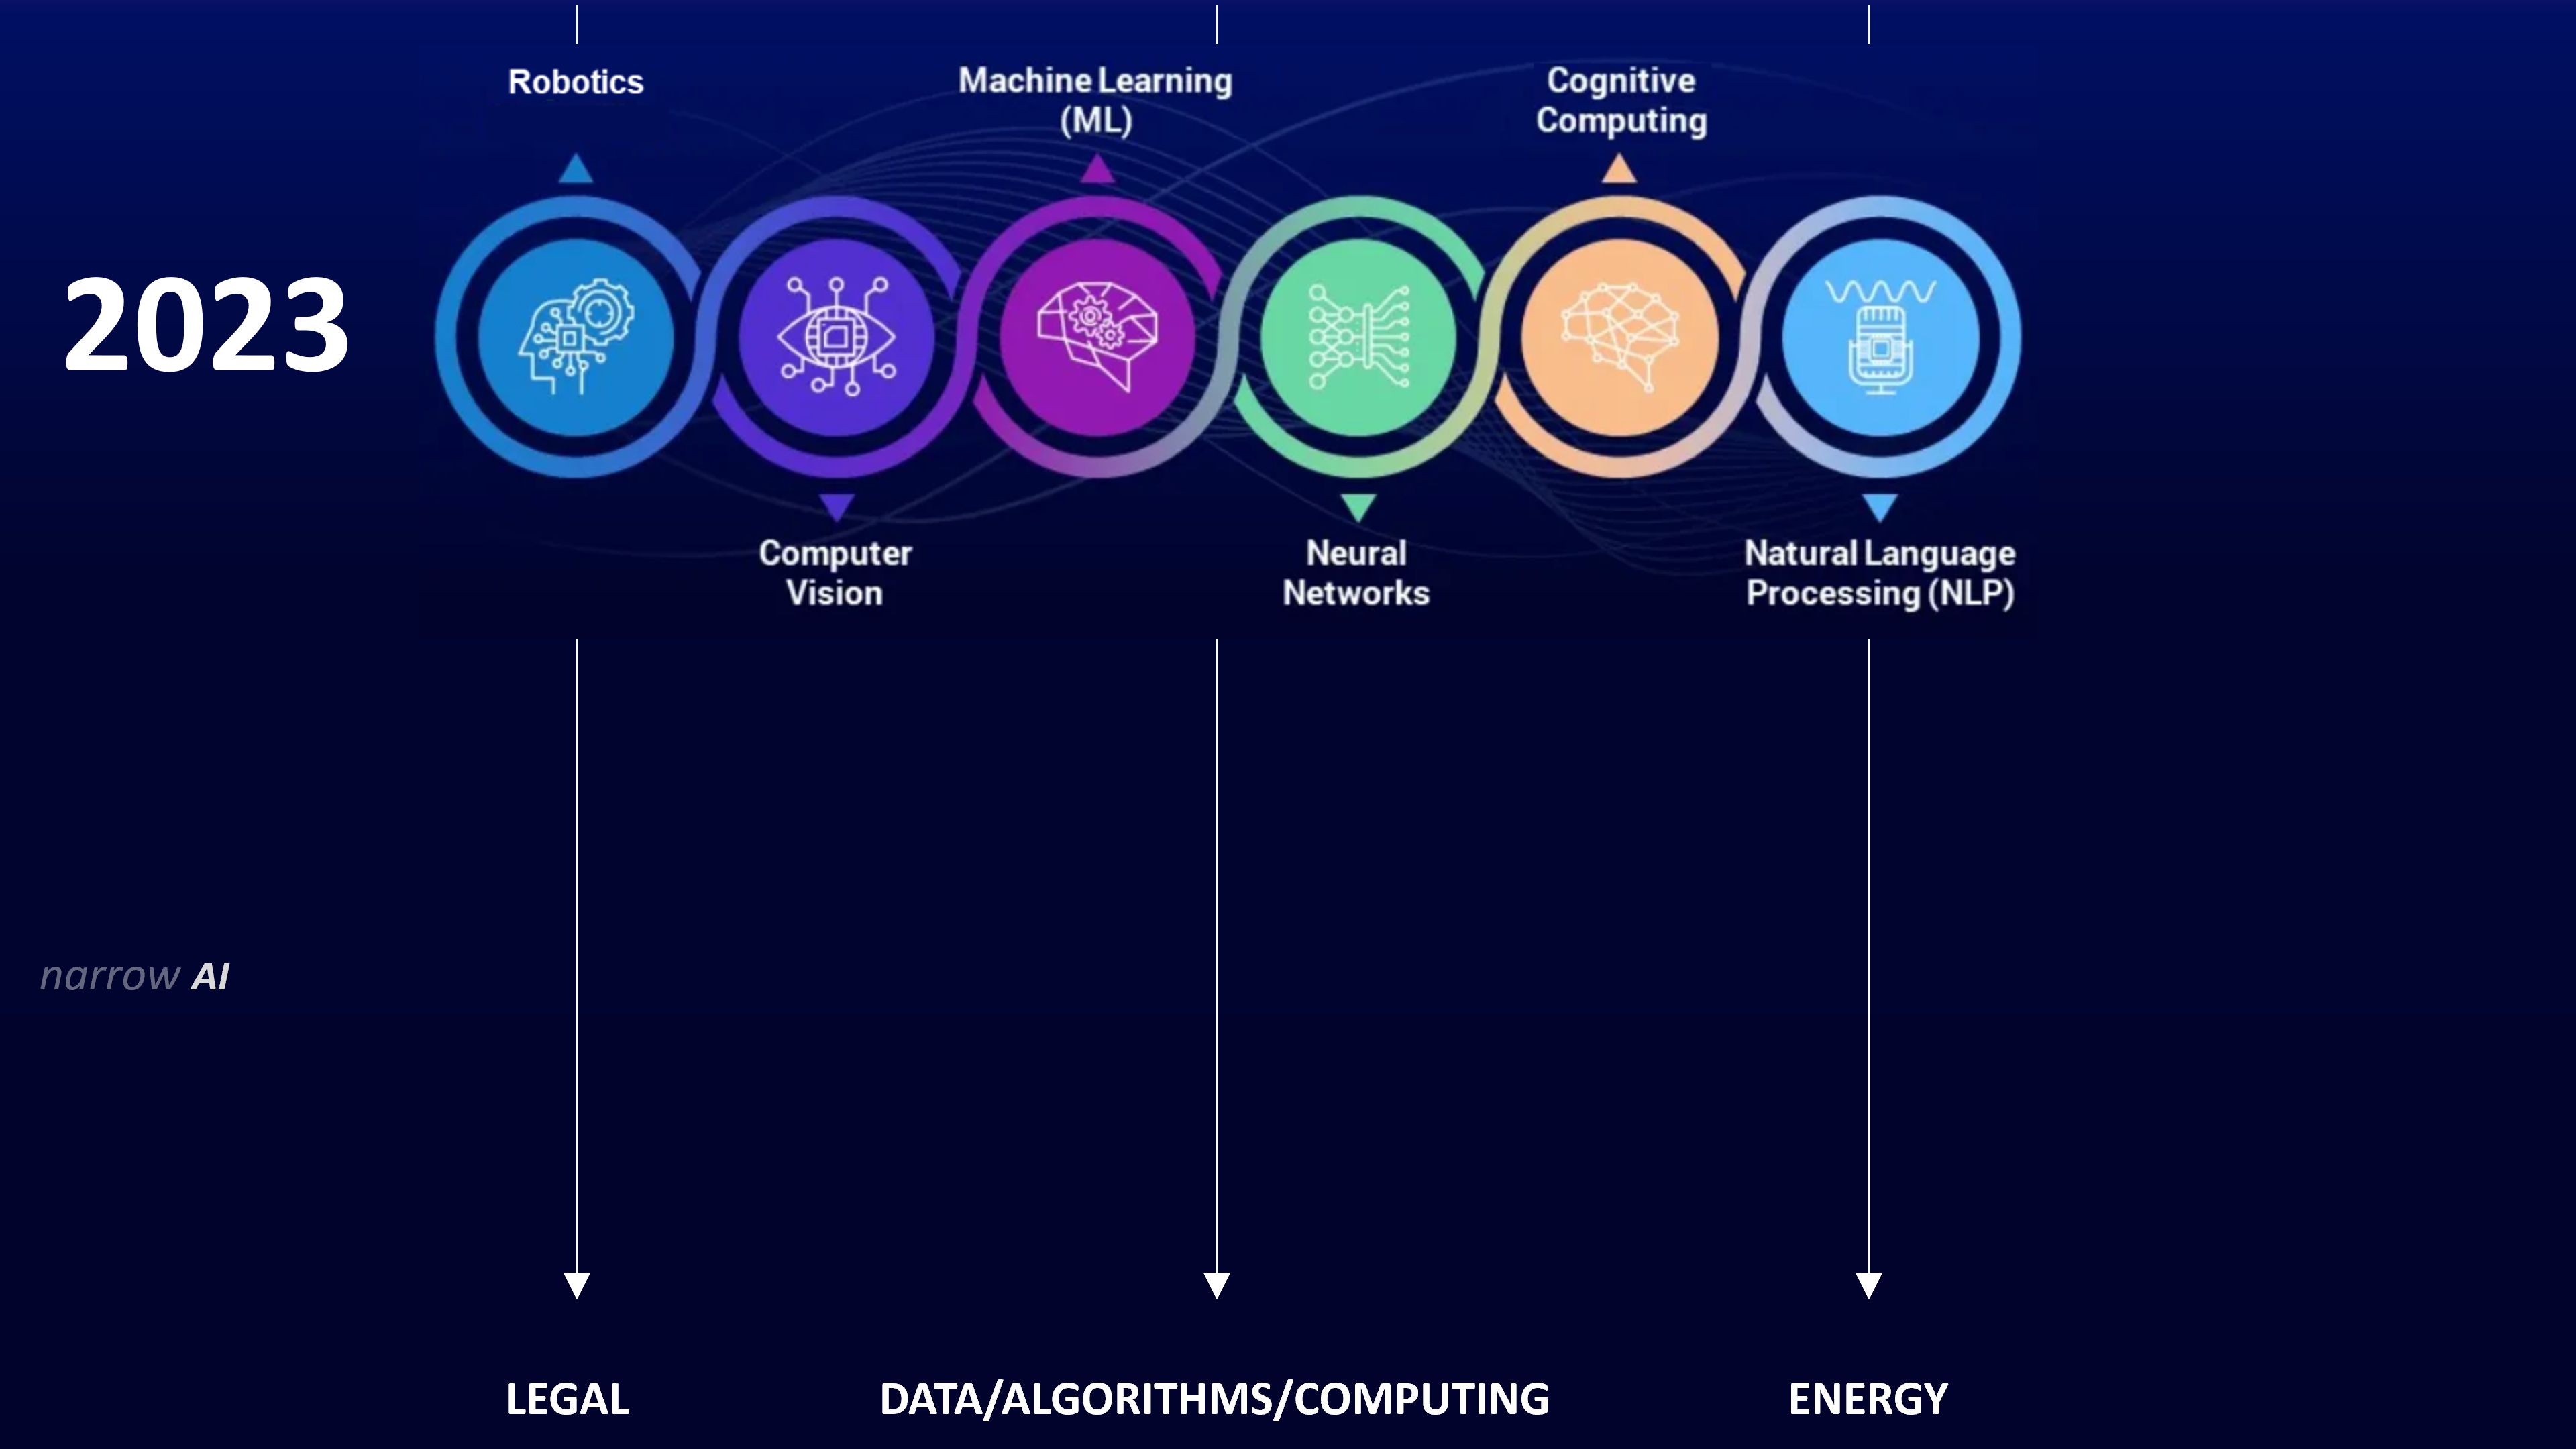 Robotics
Machine Learning
(ML)
Cognitive
Computing
2023
Computer
Vision
Neural
Networks
Natural Language
Processing (NLP)
narrow AI
LEGAL
DATA/ALGORITHMS/COMPUTING
ENERGY